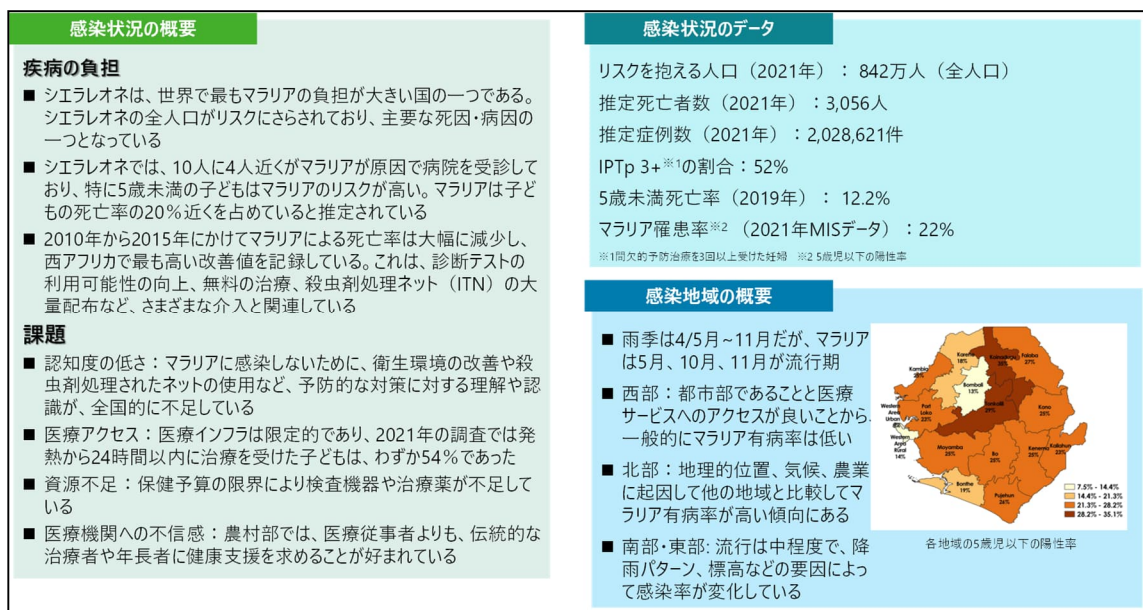 感染状況の概要
疾病の負担
■ シエラレオネは、世界で最もマラリアの負担が大きい国の一つである。
シエラレオネの全人口がリスクにさらされており、主要な死因・病因の
一つとなっている
■ シエラレオネでは、10人に4人近くがマラリアが原因で病院を受診して
おり、特に5歳未満の子どもはマラリアのリスクが高い。マラリアは子ど
もの死亡率の20％近くを占めていると推定されている
■ 2010年から2015年にかけてマラリアによる死亡率は大幅に減少し、
西アフリカで最も高い改善値を記録している。これは、診断テストの
利用可能性の向上、無料の治療、殺虫剤処理ネット（ITN）の大
量配布など、さまざまな介入と関連している
課題
■ 認知度の低さ：マラリアに感染しないために、衛生環境の改善や殺
虫剤処理されたネットの使用など、予防的な対策に対する理解や認
識が、全国的に不足している
■ 医療アクセス：医療インフラは限定的であり、2021年の調査では発
熱から24時間以内に治療を受けた子どもは、わずか54％であった
■ 資源不足：保健予算の限界により検査機器や治療薬が不足して
いる
■ 医療機関への不信感：農村部では、医療従事者よりも、伝統的な
治療者や年長者に健康支援を求めることが好まれている
感染状況のデータ
リスクを抱える人口（2021年）：842万人（全人口）
推定死亡者数（2021年）：3,056人
推定症例数（2021年）：2,028,621件
IPTp 3+※1の割合：52%
5歳未満死亡率（2019年）：12.2%
マラリア罹患率※2（2021年MISデータ）：22%
※1間欠的予防治療を3回以上受けた妊婦 ※2 5歳児以下の陽性率
感染地域の概要
■ 雨季は4/5月～11月だが、マラリア
は5月、10月、11月が流行期
■ 西部：都市部であることと医療
サービスへのアクセスが良いことから、
一般的にマラリア有病率は低い
■ 北部：地理的位置、気候、農業
に起因して他の地域と比較してマ
ラリア有病率が高い傾向にある
■ 南部・東部: 流行は中程度で、降
雨パターン、標高などの要因によっ
て感染率が変化している
Karene
18%
Falaba
27%
Kambia
Bombali
13%
Port
Loko
Kono
25%
Western
Area
Urban
Western
Area
Rural
14%
Moyamba
25%
Bo
Kenema
Kailahun
Bonthe
19%
Pujehun
26%
7.5% - 14.4%
14.4% - 21.3%
21.3% - 28.2%
28.2% - 35.1%
各地域の5歳児以下の陽性率